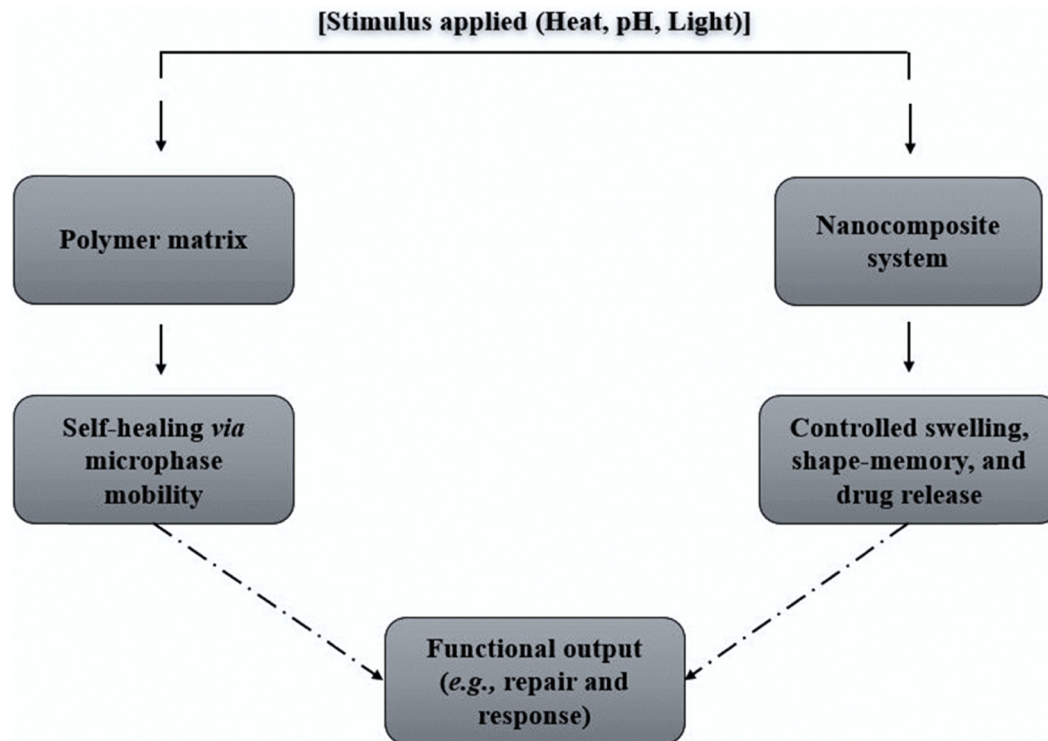 [Stimulus applied (Heat, pH, Light)]
Polymer matrix
Nanocomposite
system
Self-healing via
microphase
mobility
Controlled swelling,
shape-memory, and
drug release
Functional output
(e.g., repair and
response)